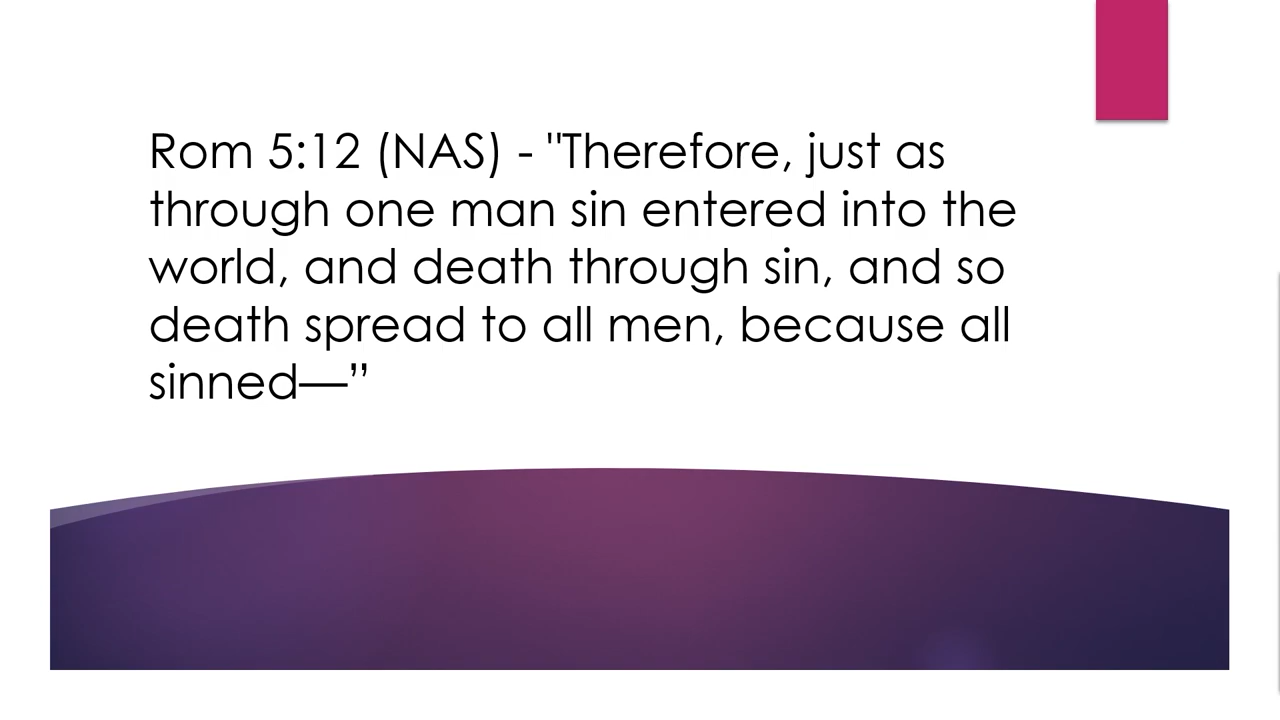 Rom 5:12 (NAS) - "Therefore, just as
through one man sin entered into the
world, and death through sin, and so
death spread to all men, because all
sinned—”